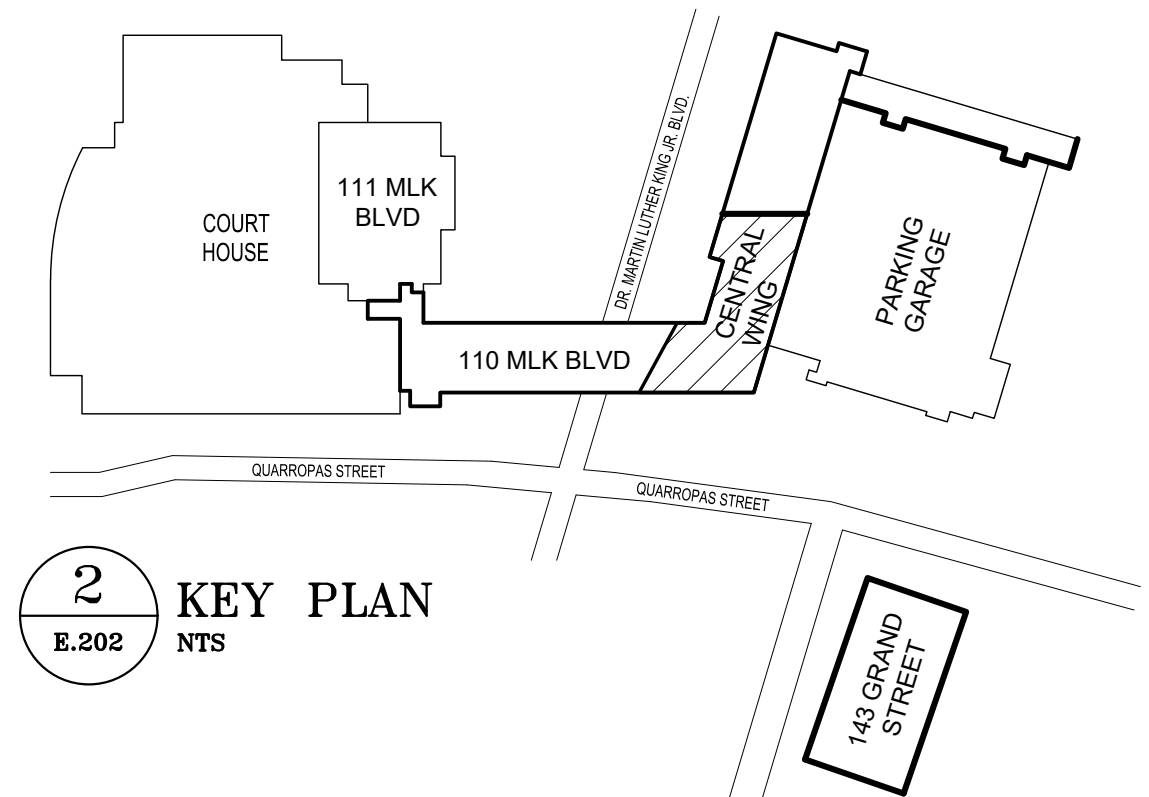 111 MLK
BLVD
COURT
HOUSE
DR. MARTIN LUTHER KING JR. BLVD.
CENTRAL
WING
PARKING
GARAGE
110 MLK BLVD
QUARROPAS STREET
QUARROPAS STREET
2
E.202
KEY PLAN
NTS
143 GRAND
STREET